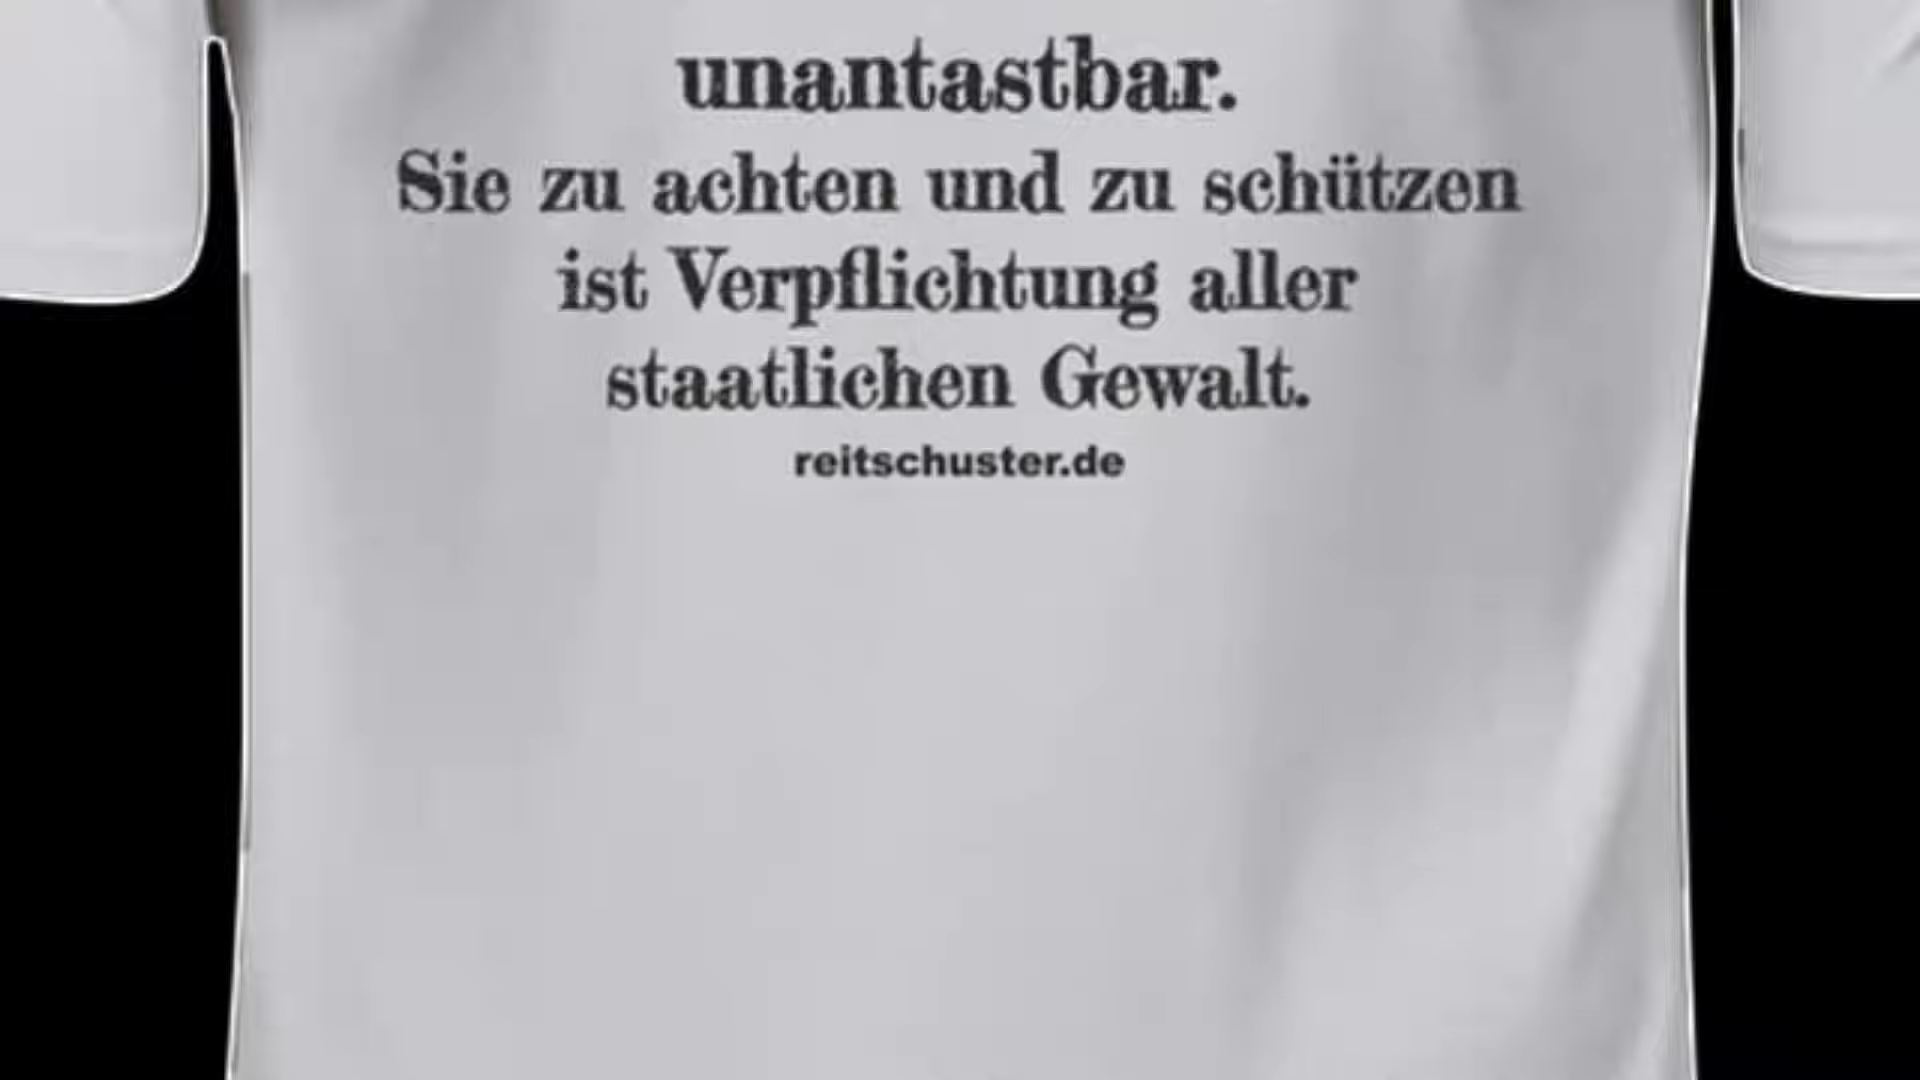 unantastbar.
Sie zu achten und zu schützen
ist Verpflichtung aller
staatlichen Gewalt.
reitschuster.de